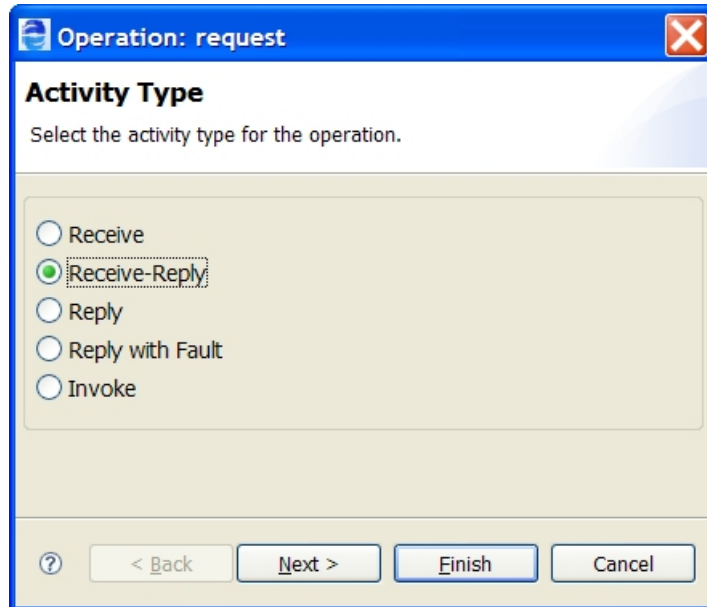 Operation: request
Activity Type
Select the activity type for the operation.
Receive
Receive-Reply
Reply
Reply with Fault
Invoke
? < Back Next > Finish Cancel